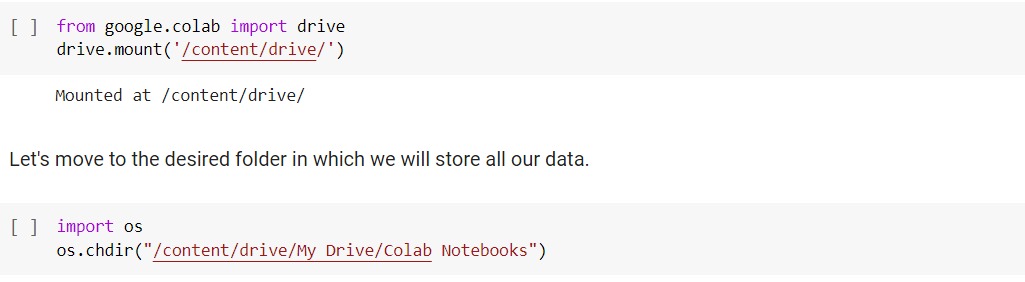 [ ] from google.colab import drive
drive.mount('/content/drive/')
Mounted at /content/drive/
Let's move to the desired folder in which we will store all our data.
[ ] import os
os.chdir("/content/drive/My Drive/Colab Notebooks")